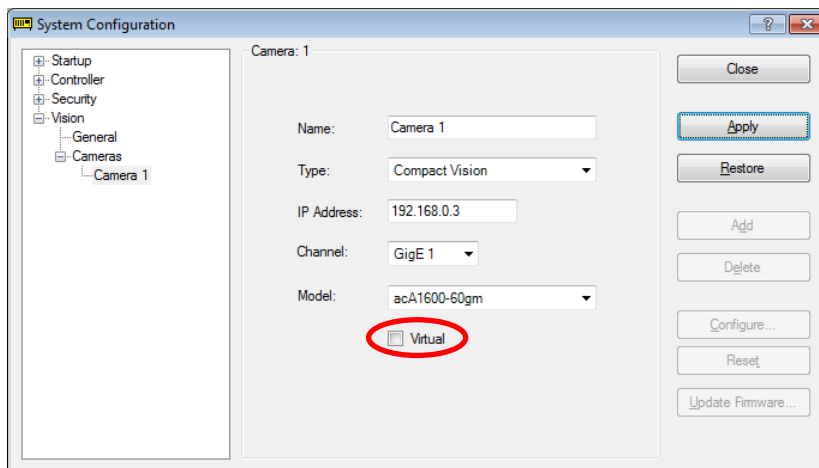 System Configuration
Startup
Controller
Security
Vision
General
Cameras
Camera 1
Camera: 1
Name: Camera 1
Type: Compact Vision
IP Address: 192.168.0.3
Channel: GigE 1
Model: acA1600-60gm
Virtual
Close
Apply
Restore
Add
Delete
Configure...
Reset
Update Firmware...